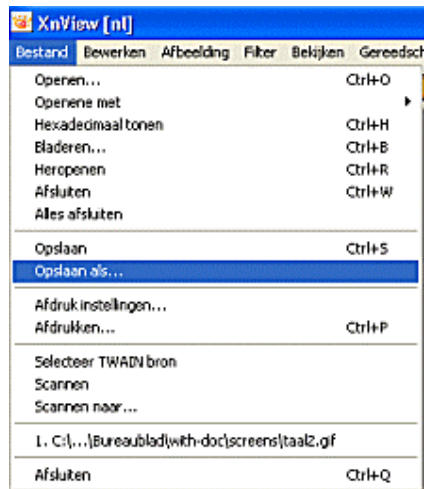 XnView [nl]
Bestand Bewerken Afbeelding Filter Bekijken Gereedsch
Openen... Ctrl+O
Openene met
Hexadecimaal tonen Ctrl+H
Bladeren... Ctrl+B
Heropenen Ctrl+R
Afsluiten Ctrl+W
Alles afsluiten
Opslaan Ctrl+S
Opslaan als...
Afdruk instellingen...
Afdrukken... Ctrl+P
Selecteer TWAIN bron
Scannen
Scannen naar...
1. C:\...\Bureaublad\with-doc\screens\taal2.gif
Afsluiten Ctrl+Q